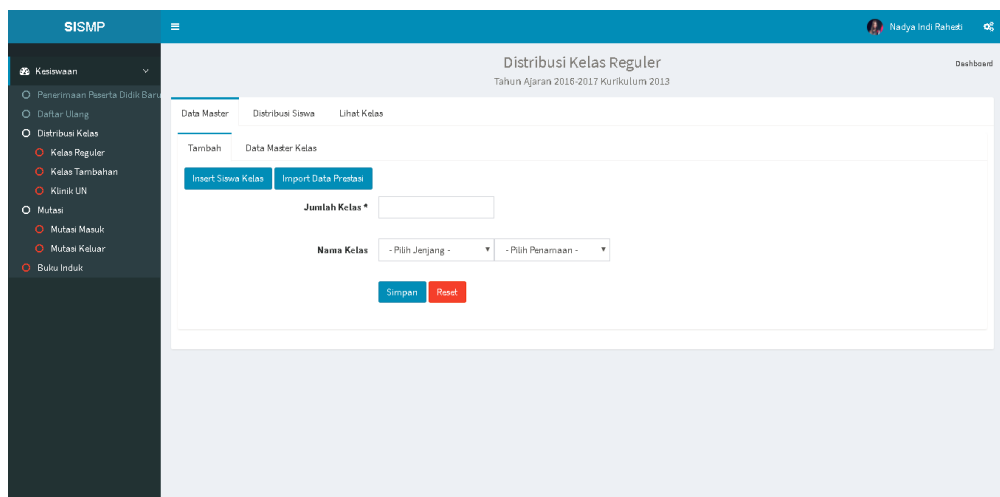 SISMP
Nadya Indi Rahesti
Kesiswaan
Penerimaan Peserta Didik Baru
Daftar Ulang
Distribusi Kelas
Kelas Reguler
Kelas Tambahan
Klinik UN
Mutasi
Mutasi Masuk
Mutasi Keluar
Buku Induk
Distribusi Kelas Reguler
Tahun Ajaran 2016-2017 Kurikulum 2013
Dashboard
Data Master Distribusi Siswa Lihat Kelas
Tambah Data Master Kelas
Insert Siswa Kelas Import Data Prestasi
Jumlah Kelas *
Nama Kelas - Pilih Jenjang - - Pilih Penamaan -
Simpan Reset